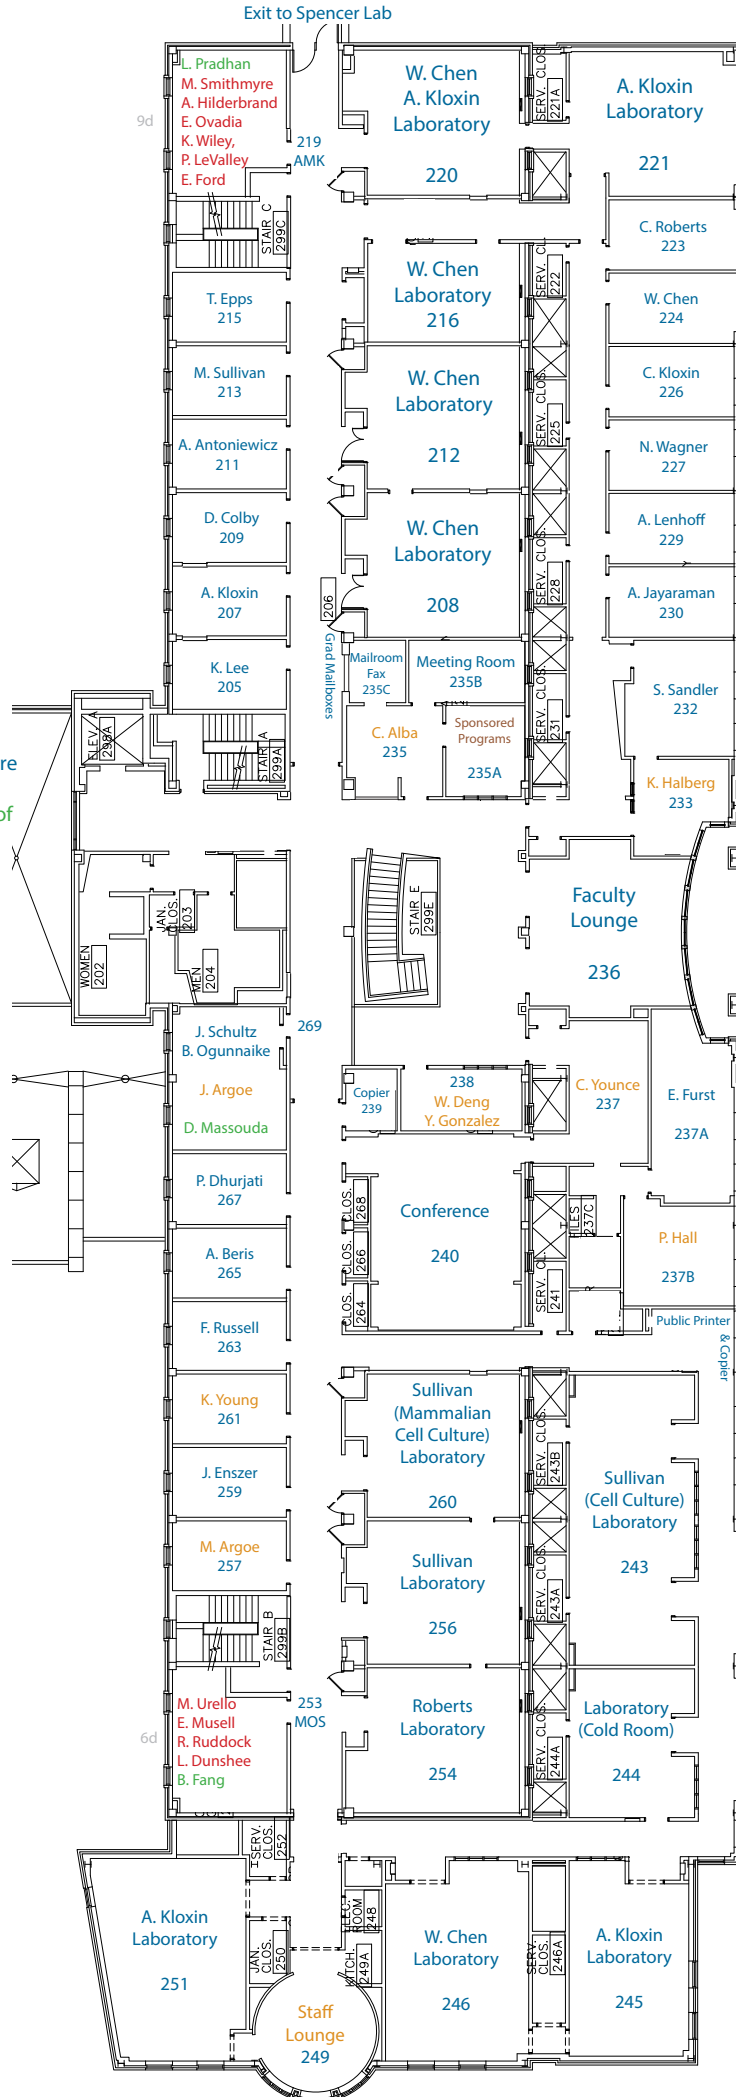 Exit to Spencer Lab
L. Pradhan
M. Smithmyre
A. Hilderbrand
E. Ovadia
K. Wiley,
P. LeValley
E. Ford
9d
219
AMK
W. Chen
A. Kloxin
Laboratory
220
SERV. CLOS.
221A
A. Kloxin
Laboratory
221
STAIR C
299C
C. Roberts
223
T. Epps
215
W. Chen
Laboratory
216
SERV. CL.
222
W. Chen
224
M. Sullivan
213
W. Chen
Laboratory
212
C. Kloxin
226
A. Antoniewicz
211
SERV. CLOS.
225
N. Wagner
227
D. Colby
209
W. Chen
Laboratory
208
A. Lenhoff
229
A. Kloxin
207
206
Grad Mailboxes
SERV. CLOS.
228
A. Jayaraman
230
K. Lee
205
Mailroom
Fax
235C
Meeting Room
235B
S. Sandler
232
ELEV. A
298A
STAIR A
299A
C. Alba
235
Sponsored
Programs
235A
SERV. CLOS.
231
K. Halberg
233
re
of
JAN.
CLOS.
203
WOMEN
202
MEN
204
STAIR E
299E
Faculty
Lounge
236
J. Schultz
B. Ogunnaike
J. Argoe
D. Massouda
269
Copier
239
238
W. Deng
Y. Gonzalez
C. Younce
237
E. Furst
237A
P. Dhurjati
267
CLOS.
268
Conference
240
FILES
237C
A. Beris
265
CLOS.
266
P. Hall
237B
F. Russell
263
CLOS.
264
SERV. CL.
241
Public Printer
& Copier
K. Young
261
Sullivan
(Mammalian
Cell Culture)
Laboratory
260
SERV. CLOS.
243B
Sullivan
(Cell Culture)
Laboratory
243
J. Enszer
259
M. Argoe
257
Sullivan
Laboratory
256
SERV. CLOS.
243A
STAIR B
299B
M. Urello
E. Musell
R. Ruddock
L. Dunshee
B. Fang
6d
253
MOS
Roberts
Laboratory
254
SERV. CLOS.
244A
Laboratory
(Cold Room)
244
SERV.
CLOS.
252
A. Kloxin
Laboratory
251
JAN.
CLOS.
250
ELEC.
ROOM
248
KITCH.
249A
W. Chen
Laboratory
246
SERV.
CLOS.
246A
A. Kloxin
Laboratory
245
Staff
Lounge
249